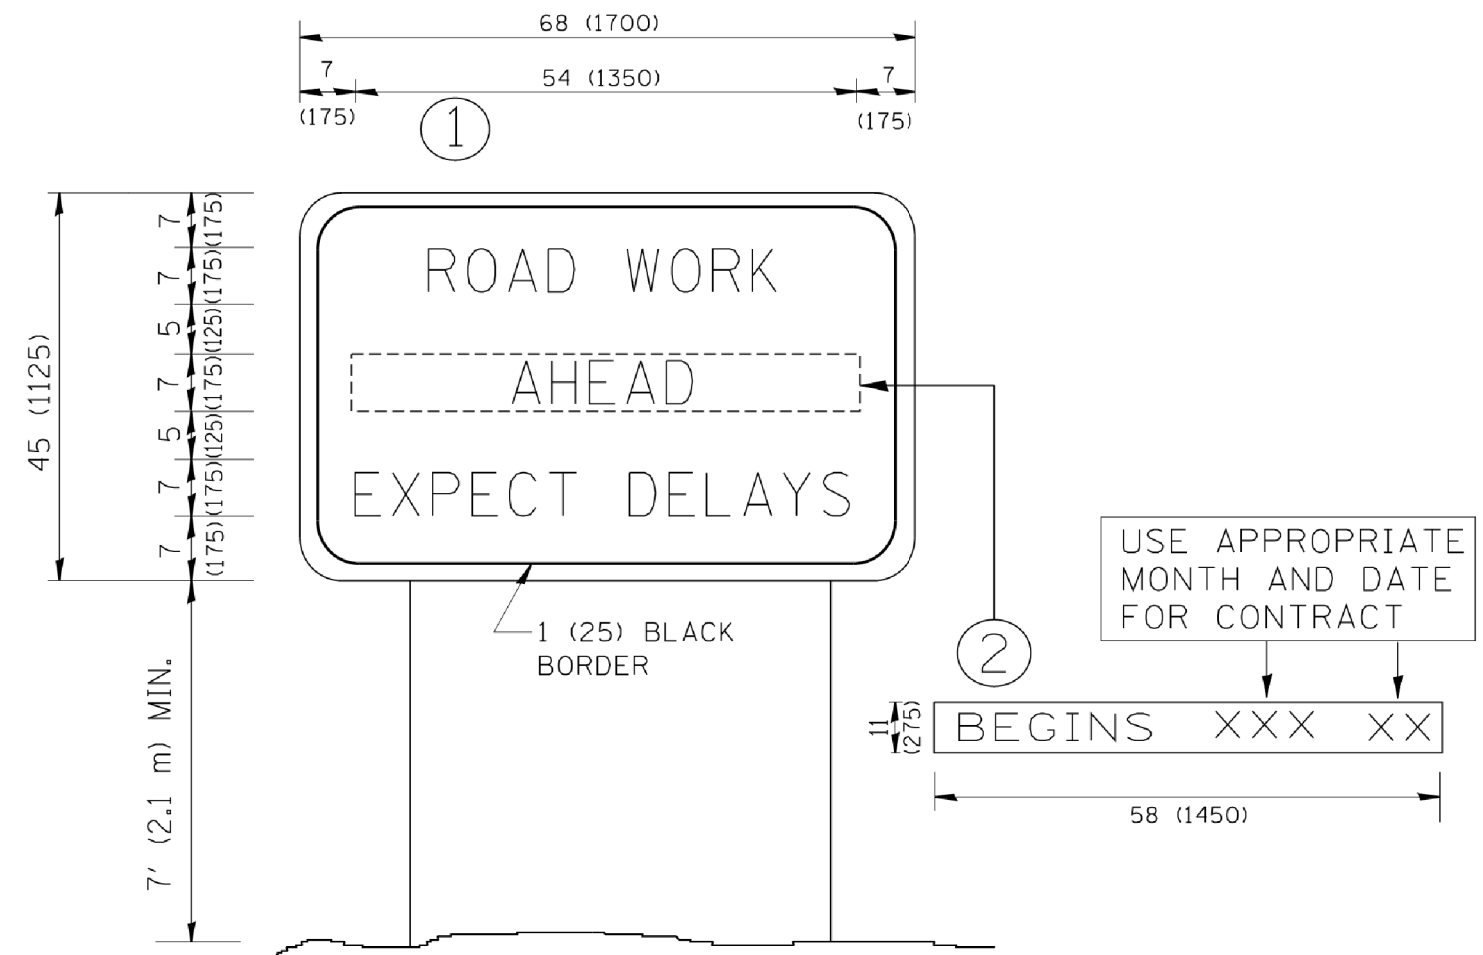 68 (1700)
7
54 (1350)
7
(175)
(175)
1
45 (1125)
7
(175)
7
(175)
5
(125)
7
(175)
5
(125)
7
(175)
7
(175)
ROAD WORK
AHEAD
EXPECT DELAYS
1 (25) BLACK
BORDER
7' (2.1 m) MIN.
2
USE APPROPRIATE
MONTH AND DATE
FOR CONTRACT
11
(275)
BEGINS XXX XX
58 (1450)